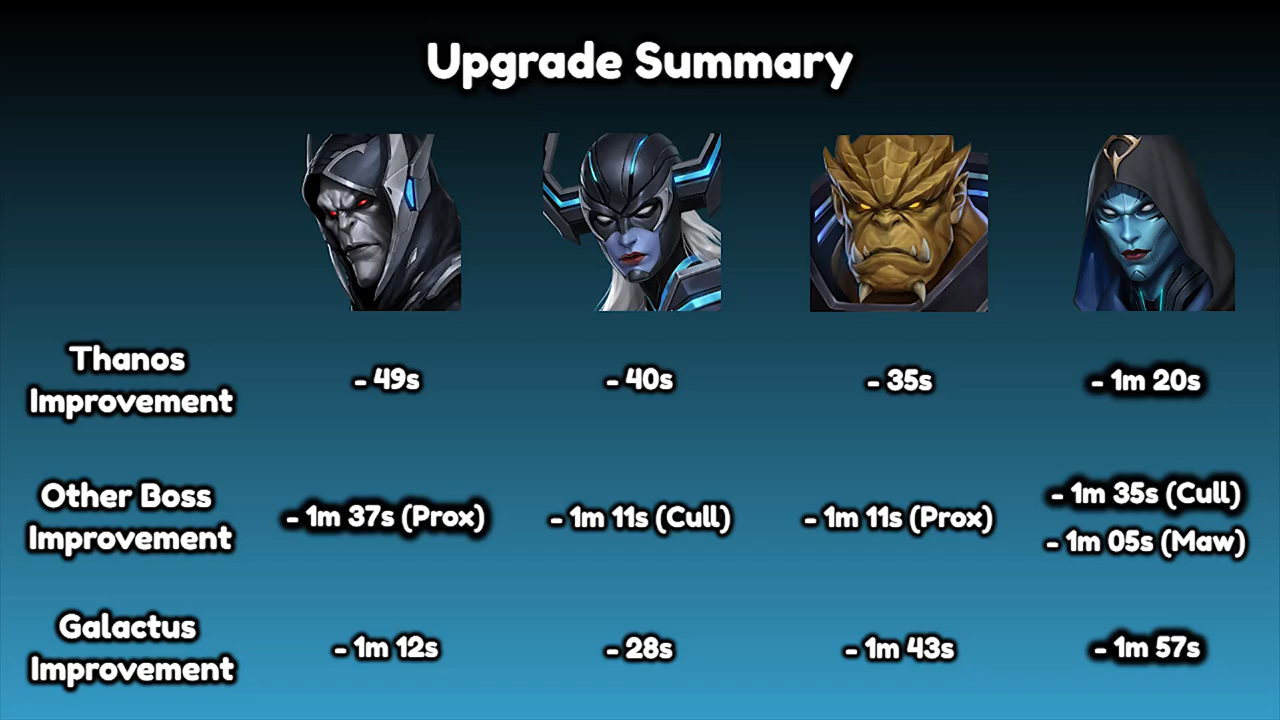 Upgrade Summary
Thanos
Improvement
- 49s
- 40s
- 35s
- 1m 20s
Other Boss
Improvement
- 1m 37s (Prox)
- 1m 11s (Cull)
- 1m 11s (Prox)
- 1m 35s (Cull)
- 1m 05s (Maw)
Galactus
Improvement
- 1m 12s
- 28s
- 1m 43s
- 1m 57s